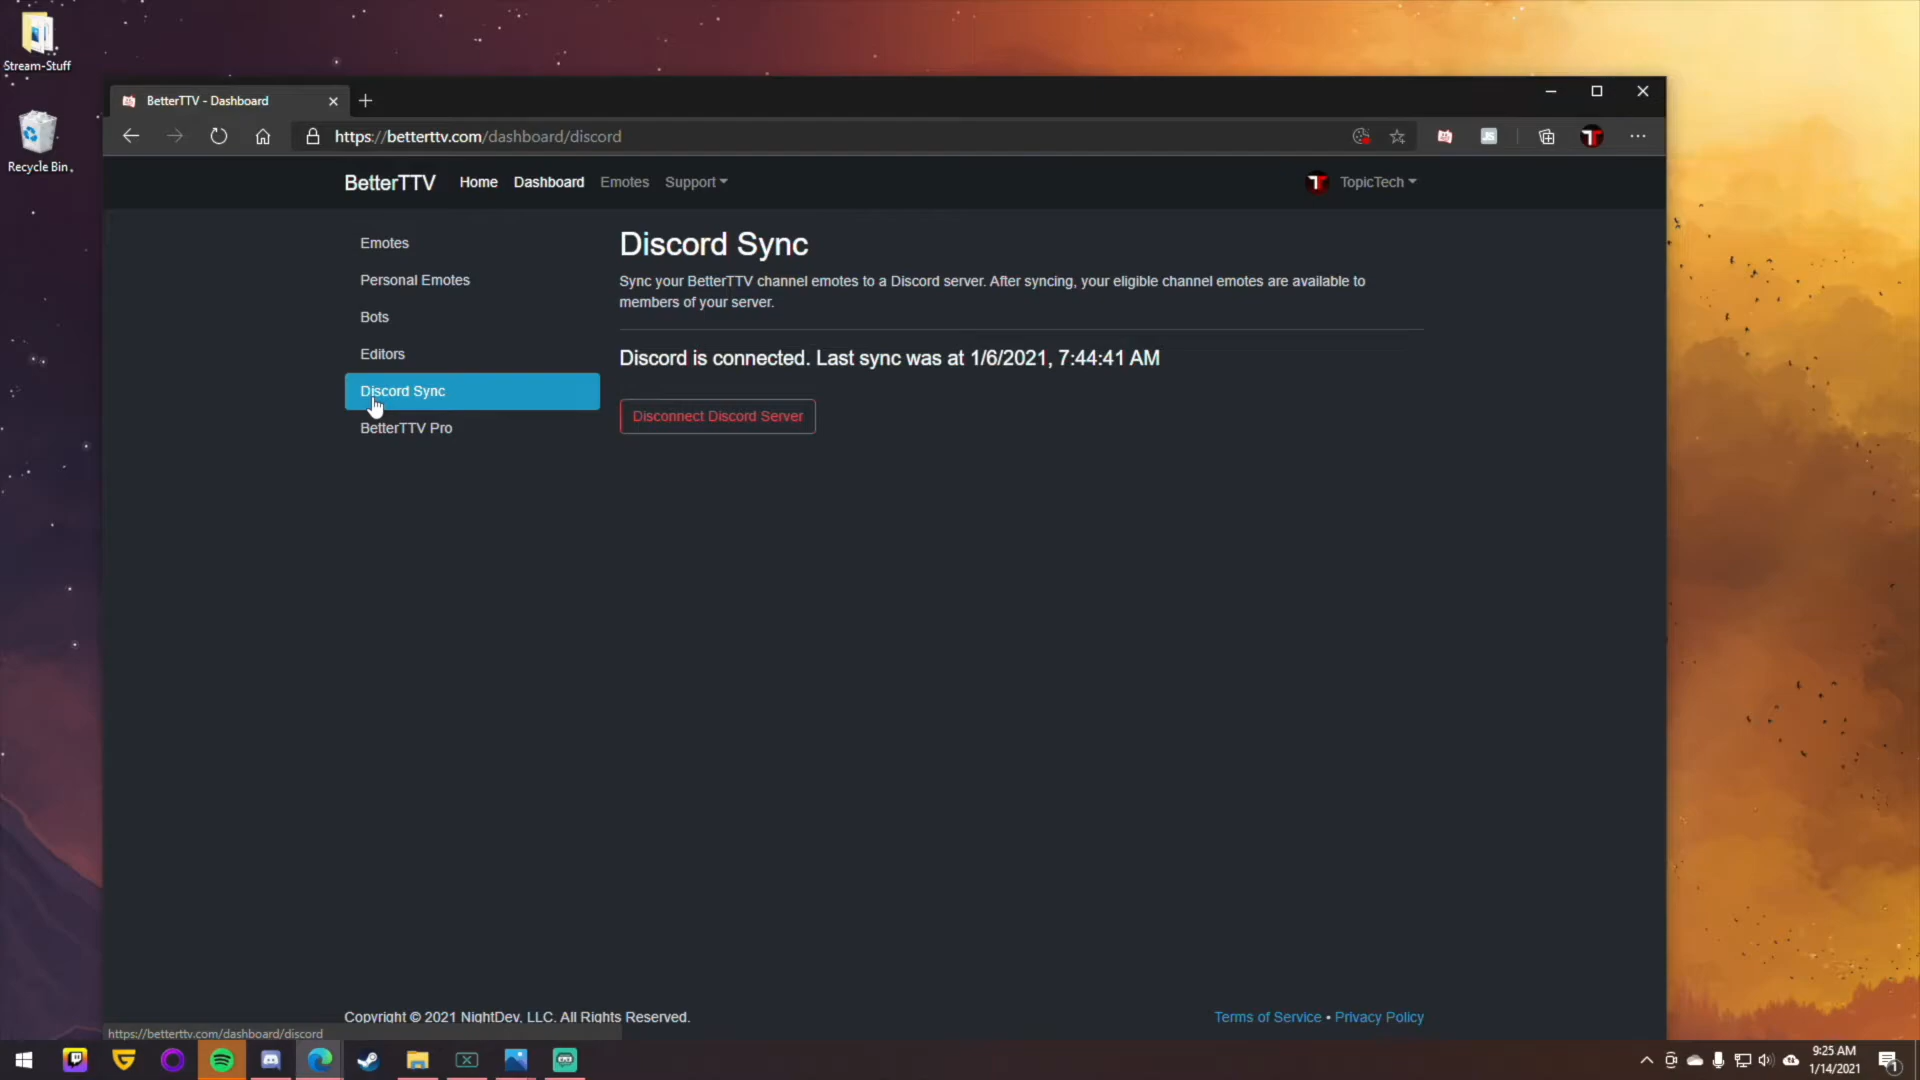 Stream-Stuff
Recycle Bin
BetterTTV - Dashboard
https://betterttv.com/dashboard/discord
BetterTTV
Home
Dashboard
Emotes
Support
TopicTech
Emotes
Personal Emotes
Bots
Editors
Discord Sync
BetterTTV Pro
Discord Sync
Sync your BetterTTV channel emotes to a Discord server. After syncing, your eligible channel emotes are available to
members of your server.
Discord is connected. Last sync was at 1/6/2021, 7:44:41 AM
Disconnect Discord Server
Copyright © 2021 NightDev, LLC. All Rights Reserved.
Terms of Service • Privacy Policy
https://betterttv.com/dashboard/discord
9:25 AM
1/14/2021
1